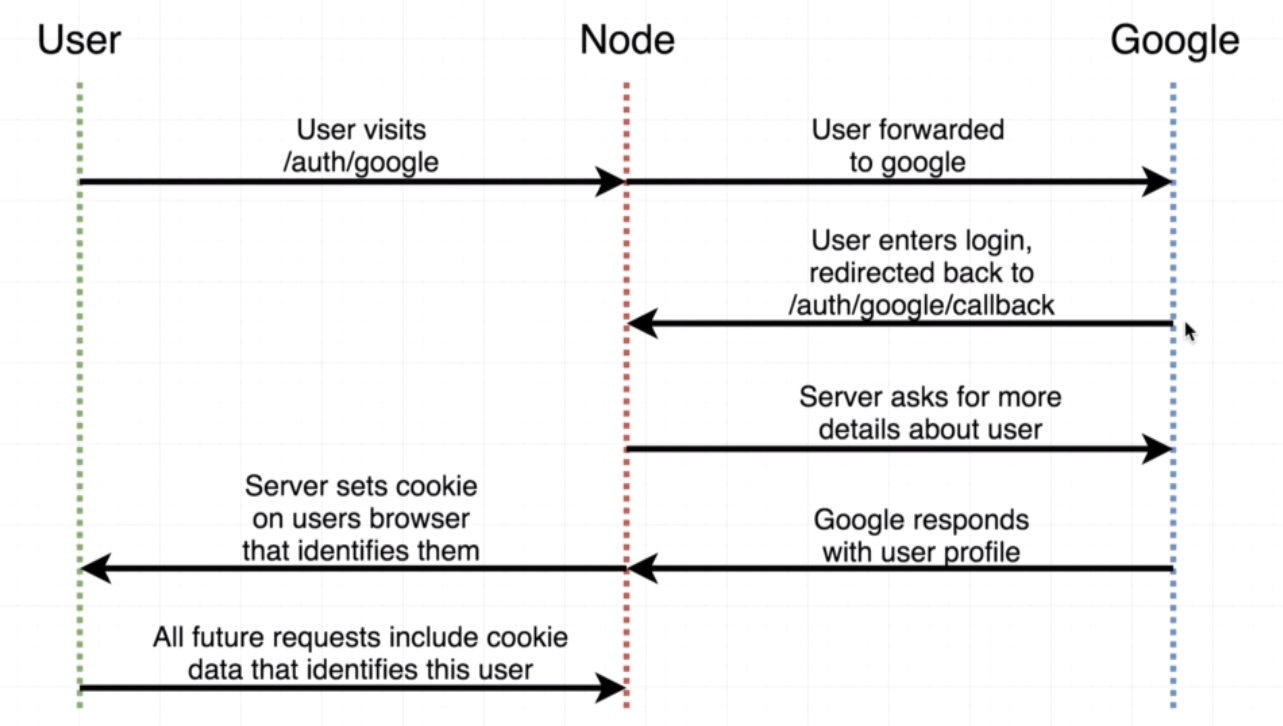 User
Node
Google
User visits
/auth/google
User forwarded
to google
User enters login,
redirected back to
/auth/google/callback
Server asks for more
details about user
Server sets cookie
on users browser
that identifies them
Google responds
with user profile
All future requests include cookie
data that identifies this user